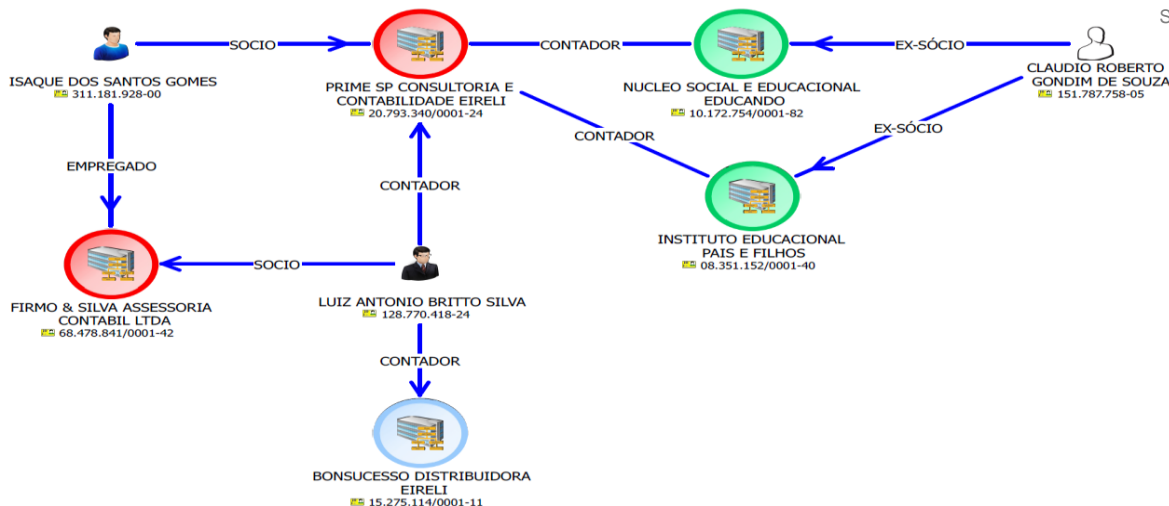 S
ISAQUE DOS SANTOS GOMES
311.181.928-00
SOCIO
PRIME SP CONSULTORIA E
CONTABILIDADE EIRELI
20.793.340/0001-24
CONTADOR
NUCLEO SOCIAL E EDUCACIONAL
EDUCANDO
10.172.754/0001-82
EX-SÓCIO
CLAUDIO ROBERTO
GONDIM DE SOUZA
151.787.758-05
CONTADOR
EX-SÓCIO
EMPREGADO
CONTADOR
INSTITUTO EDUCACIONAL
PAIS E FILHOS
08.351.152/0001-40
FIRMO & SILVA ASSESSORIA
CONTABIL LTDA
68.478.841/0001-42
SOCIO
LUIZ ANTONIO BRITTO SILVA
128.770.418-24
CONTADOR
BONSUCESSO DISTRIBUIDORA
EIRELI
15.275.114/0001-11